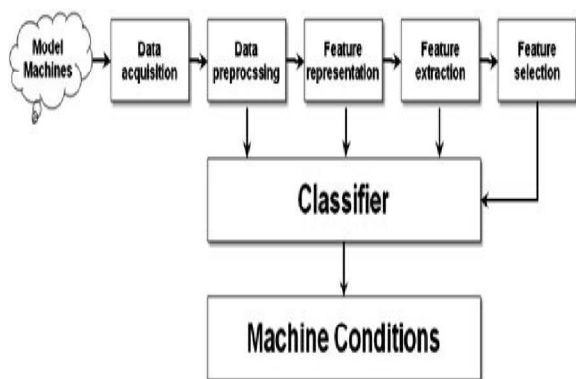 Model
Machines
Data
acquisition
Data
preprocssing
Feature
representation
Feature
extraction
Feature
selection
Classifier
Machine Conditions